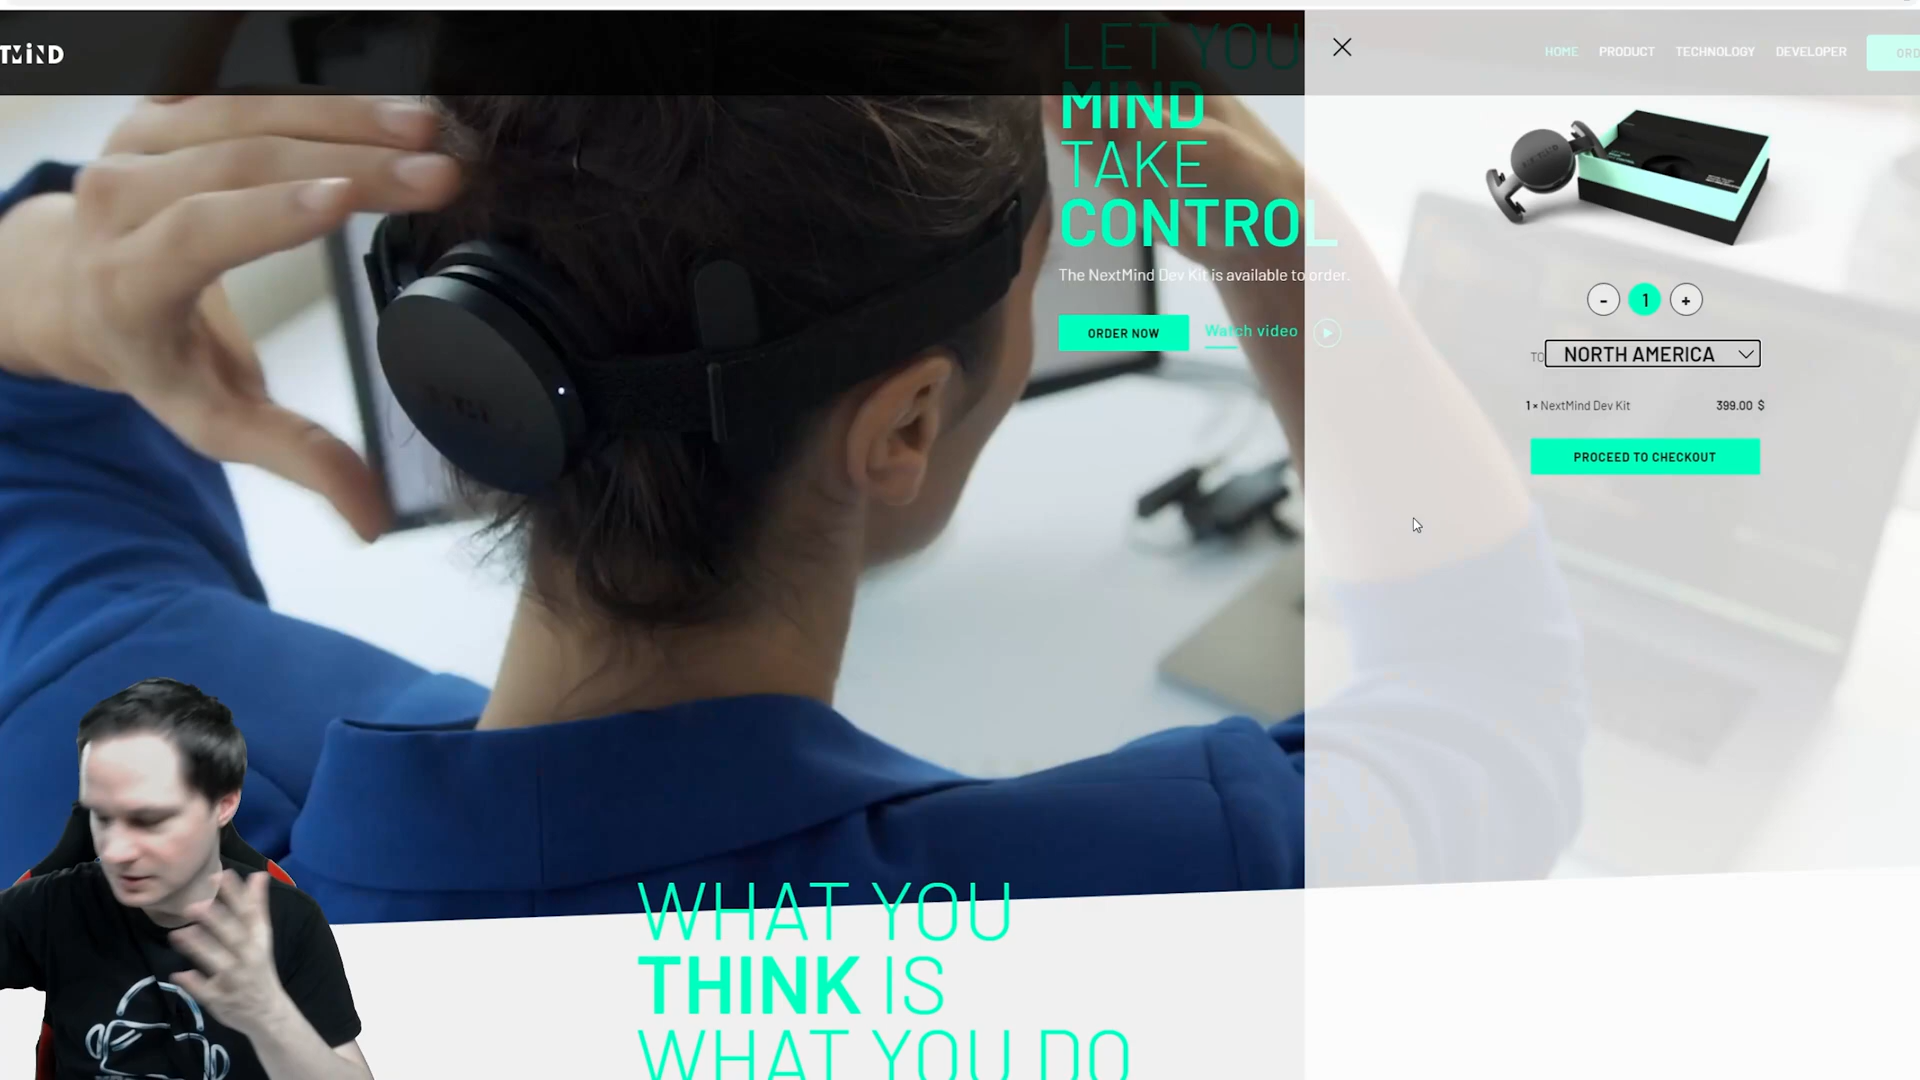 TMIND
HOME PRODUCT TECHNOLOGY DEVELOPER ORD
LET YOU
MIND
TAKE
CONTROL
The NextMind Dev Kit is available to order.
ORDER NOW Watch video
- 1 +
TO NORTH AMERICA
1 × NextMind Dev Kit 399.00 $
PROCEED TO CHECKOUT
WHAT YOU
THINK IS
WHAT YOU DO